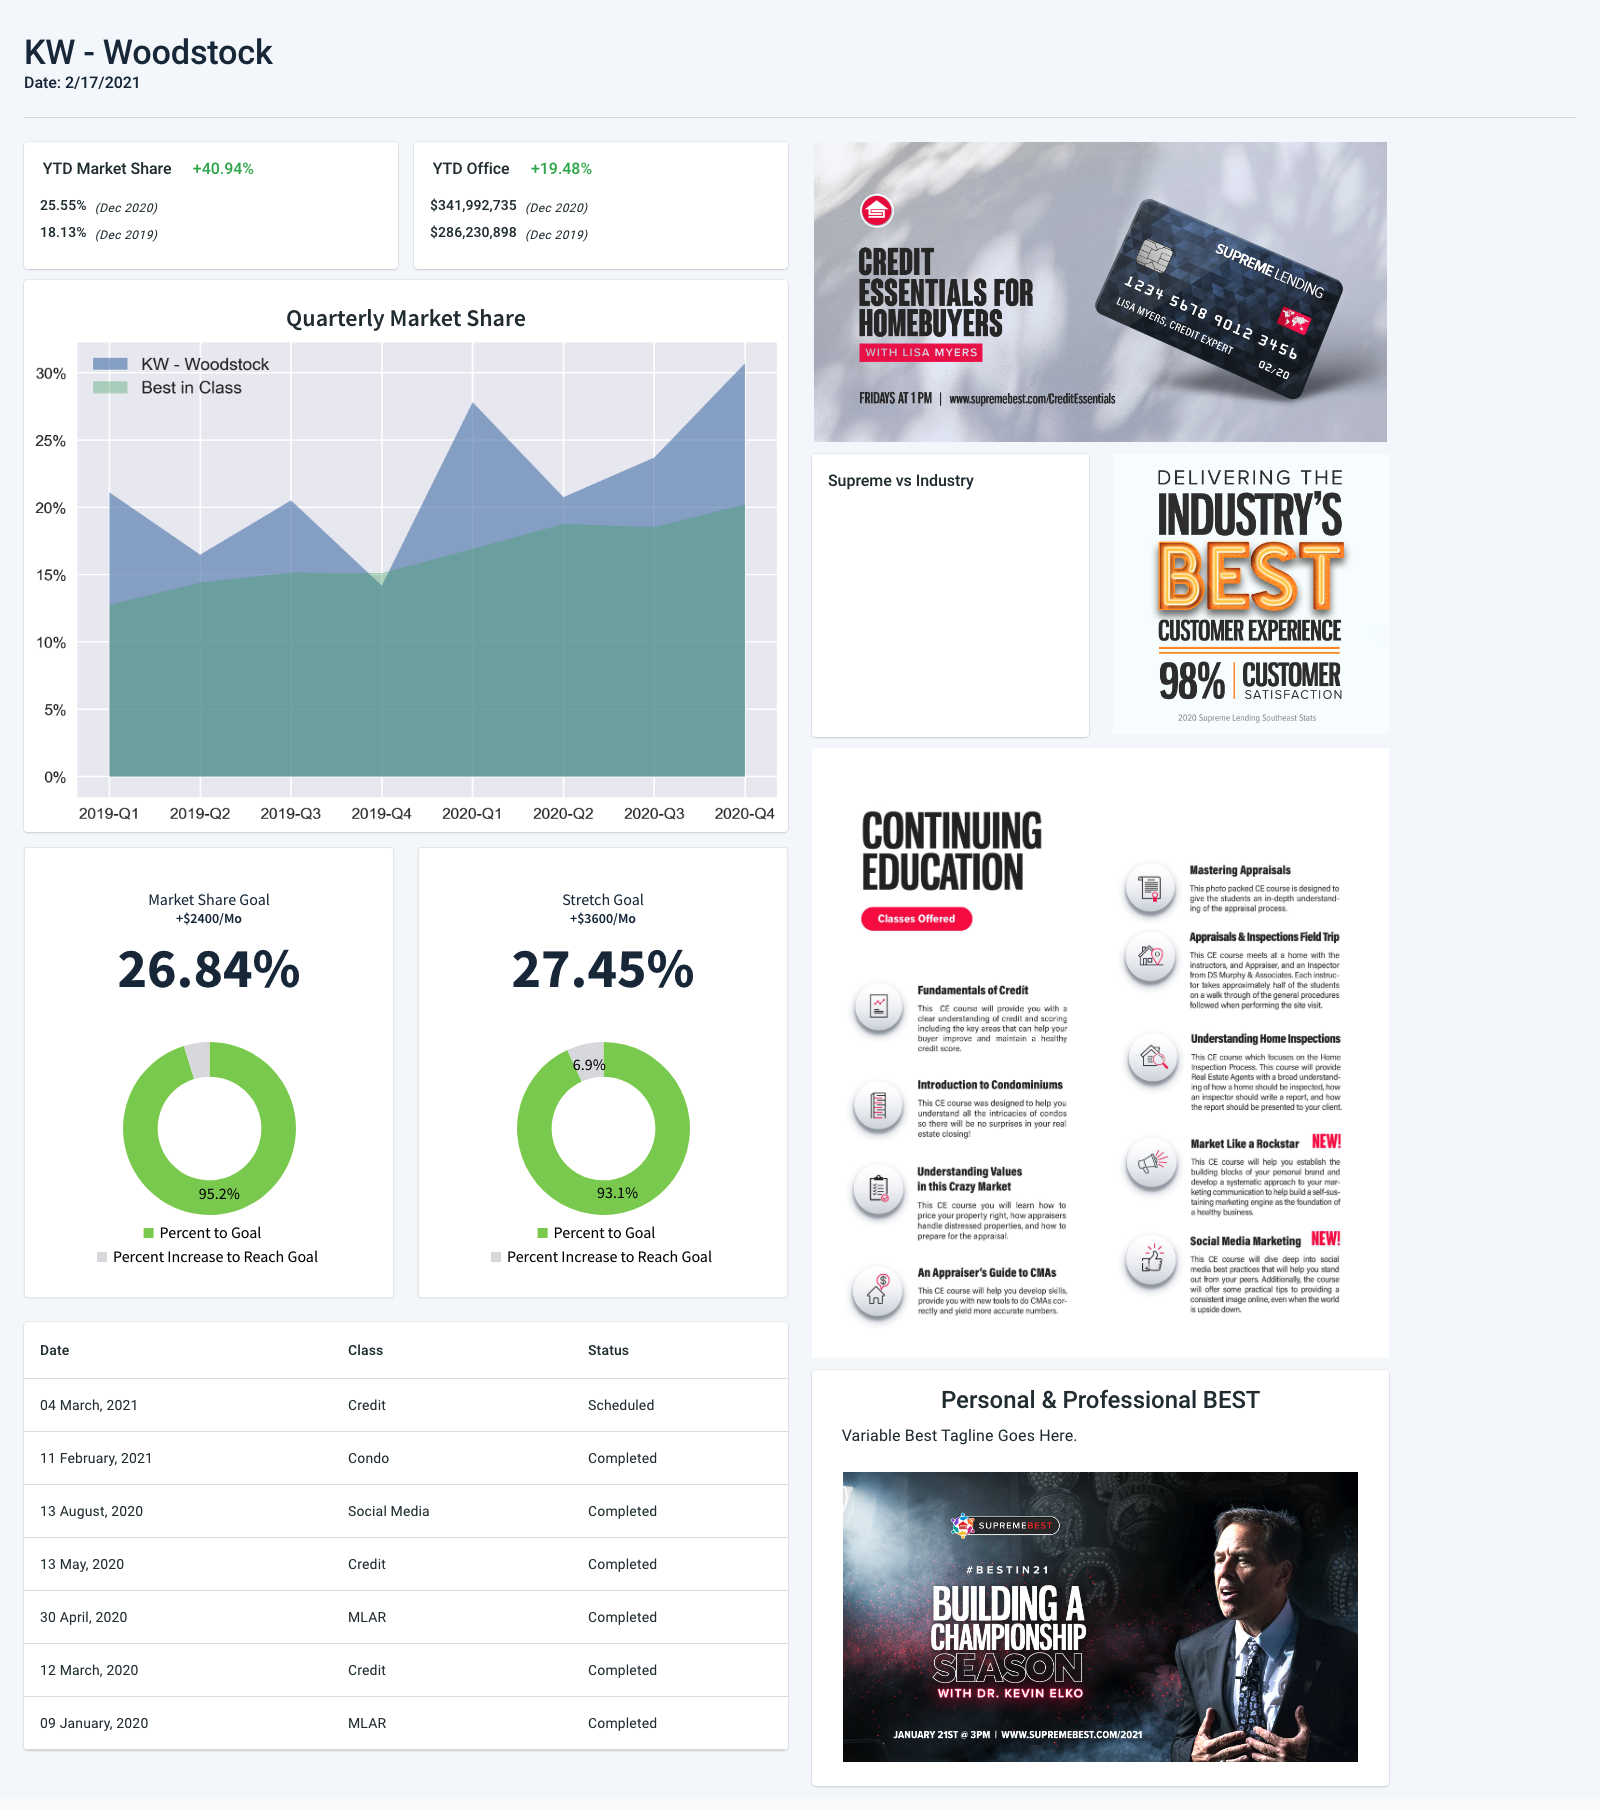 KW - Woodstock
Date: 2/17/2021
YTD Market Share +40.94%
25.55% (Dec 2020)
18.13% (Dec 2019)
YTD Office +19.48%
$341,992,735 (Dec 2020)
$286,230,898 (Dec 2019)
Quarterly Market Share
KW - Woodstock
Best in Class
30%
25%
20%
15%
10%
5%
0%
2019-Q1 2019-Q2 2019-Q3 2019-Q4 2020-Q1 2020-Q2 2020-Q3 2020-Q4
Market Share Goal
+$2400/Mo
26.84%
95.2%
Percent to Goal
Percent Increase to Reach Goal
Stretch Goal
+$3600/Mo
27.45%
6.9%
93.1%
Percent to Goal
Percent Increase to Reach Goal
Date Class Status
04 March, 2021 Credit Scheduled
11 February, 2021 Condo Completed
13 August, 2020 Social Media Completed
13 May, 2020 Credit Completed
30 April, 2020 MLAR Completed
12 March, 2020 Credit Completed
09 January, 2020 MLAR Completed
CREDIT
ESSENTIALS FOR
HOMEBUYERS
WITH LISA MYERS
FRIDAYS AT 1 PM | www.supremebest.com/CreditEssentials
SUPREME LENDING
1234 5678 9012 3456
LISA MYERS, CREDIT EXPERT
02/20
Supreme vs Industry
DELIVERING THE
INDUSTRY'S
BEST
CUSTOMER EXPERIENCE
98% CUSTOMER
SATISFACTION
2020 Supreme Lending Southeast Stats
CONTINUING
EDUCATION
Classes Offered
Fundamentals of Credit
This CE course will provide you with a
clear understanding of credit and scoring
including the key areas that can help your
buyer improve and maintain a healthy
credit score.
Introduction to Condominiums
This CE course was designed to help you
understand all the intricacies of condos
so there will be no surprises in your real
estate closing!
Understanding Values
in this Crazy Market
This CE course you will learn how to
price your property right, how appraisers
handle distressed properties, and how to
prepare for the appraisal.
An Appraiser's Guide to CMAs
This CE course will help you develop skills,
provide you with new tools to do CMAs cor-
rectly and yield more accurate numbers.
Mastering Appraisals
This photo packed CE course is designed to
give the students an in-depth understand-
ing of the appraisal process.
Appraisals & Inspections Field Trip
This CE course meets at a home with the
instructors, and Appraiser, and an Inspector
from DS Murphy & Associates. Each instruc-
tor takes approximately half of the students
on a walk through of the general procedures
followed when performing the site visit.
Understanding Home Inspections
This CE course which focuses on the Home
Inspection Process. This course will provide
Real Estate Agents with a broad understand-
ing of how a home should be inspected, how
an inspector should write a report, and how
the report should be presented to your client.
Market Like a Rockstar NEW!
This CE course will help you establish the
building blocks of your personal brand and
develop a systematic approach to your mar-
keting communication to help build a self-sus-
taining marketing engine as the foundation of
a healthy business.
Social Media Marketing NEW!
This CE course will dive deep into social
media best practices that will help you stand
out from your peers. Additionally, the course
will offer some practical tips to providing a
consistent image online, even when the world
is upside down.
Personal & Professional BEST
Variable Best Tagline Goes Here.
SUPREMEBEST
#BESTIN21
BUILDING A
CHAMPIONSHIP
SEASON
WITH DR. KEVIN ELKO
JANUARY 21ST @ 3PM | WWW.SUPREMEBEST.COM/2021